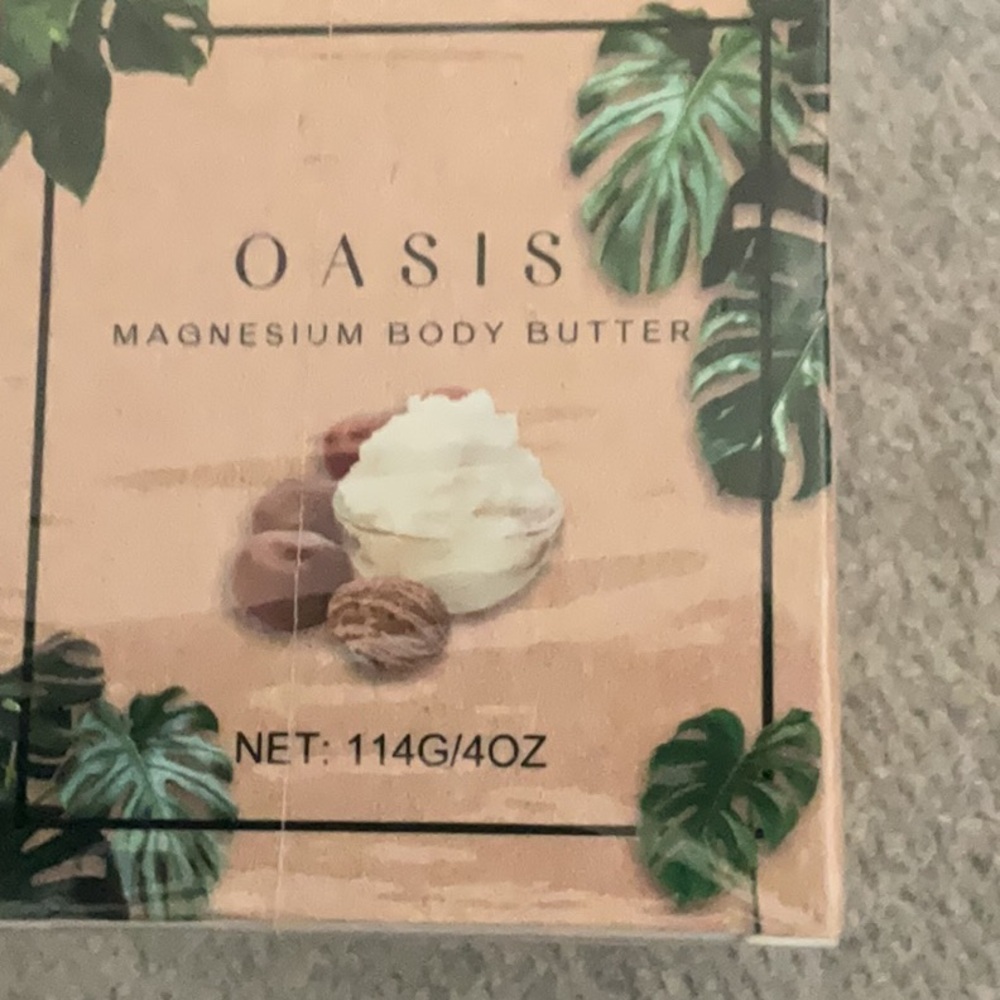 OASIS
MAGNESIUM BODY BUTTER
NET: 114G/4OZ